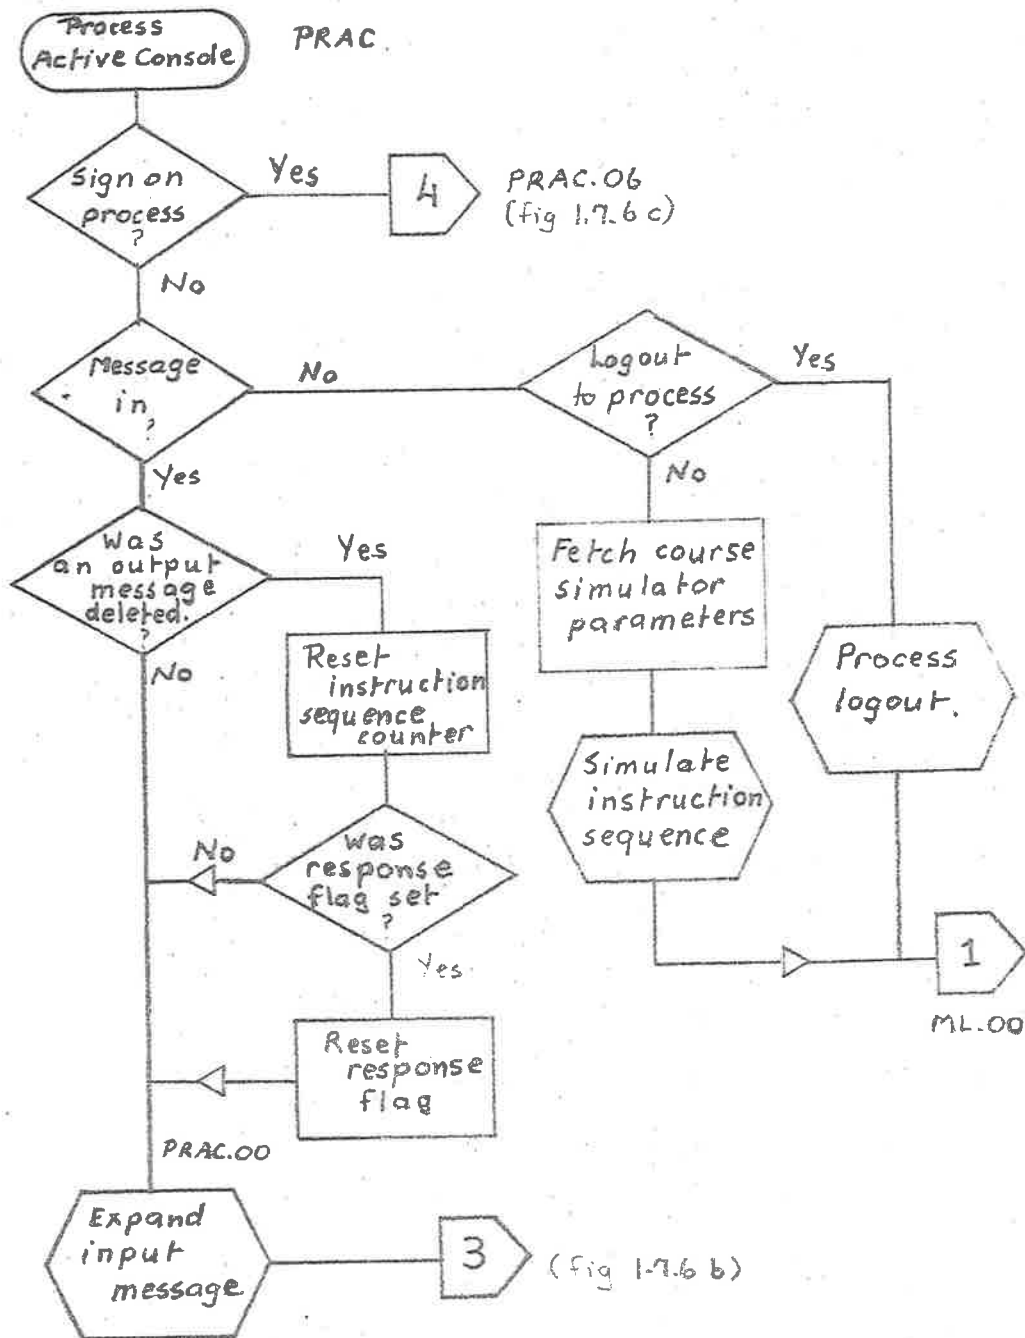 Process
Active Console
PRAC
Sign on
process
?
Yes
4
PRAC.06
(fig 1.7.6 c)
No
Message
in
?
No
Logout
to process
?
Yes
Yes
No
Was
an output
message
deleted.
?
Yes
Fetch course
simulator
parameters
No
Reset
instruction
sequence
counter
Process
logout.
Simulate
instruction
sequence
No
was
response
flag set
?
Yes
1
ML.00
Reset
response
flag
PRAC.00
Expand
input
message
3
(fig 1.7.6 b)